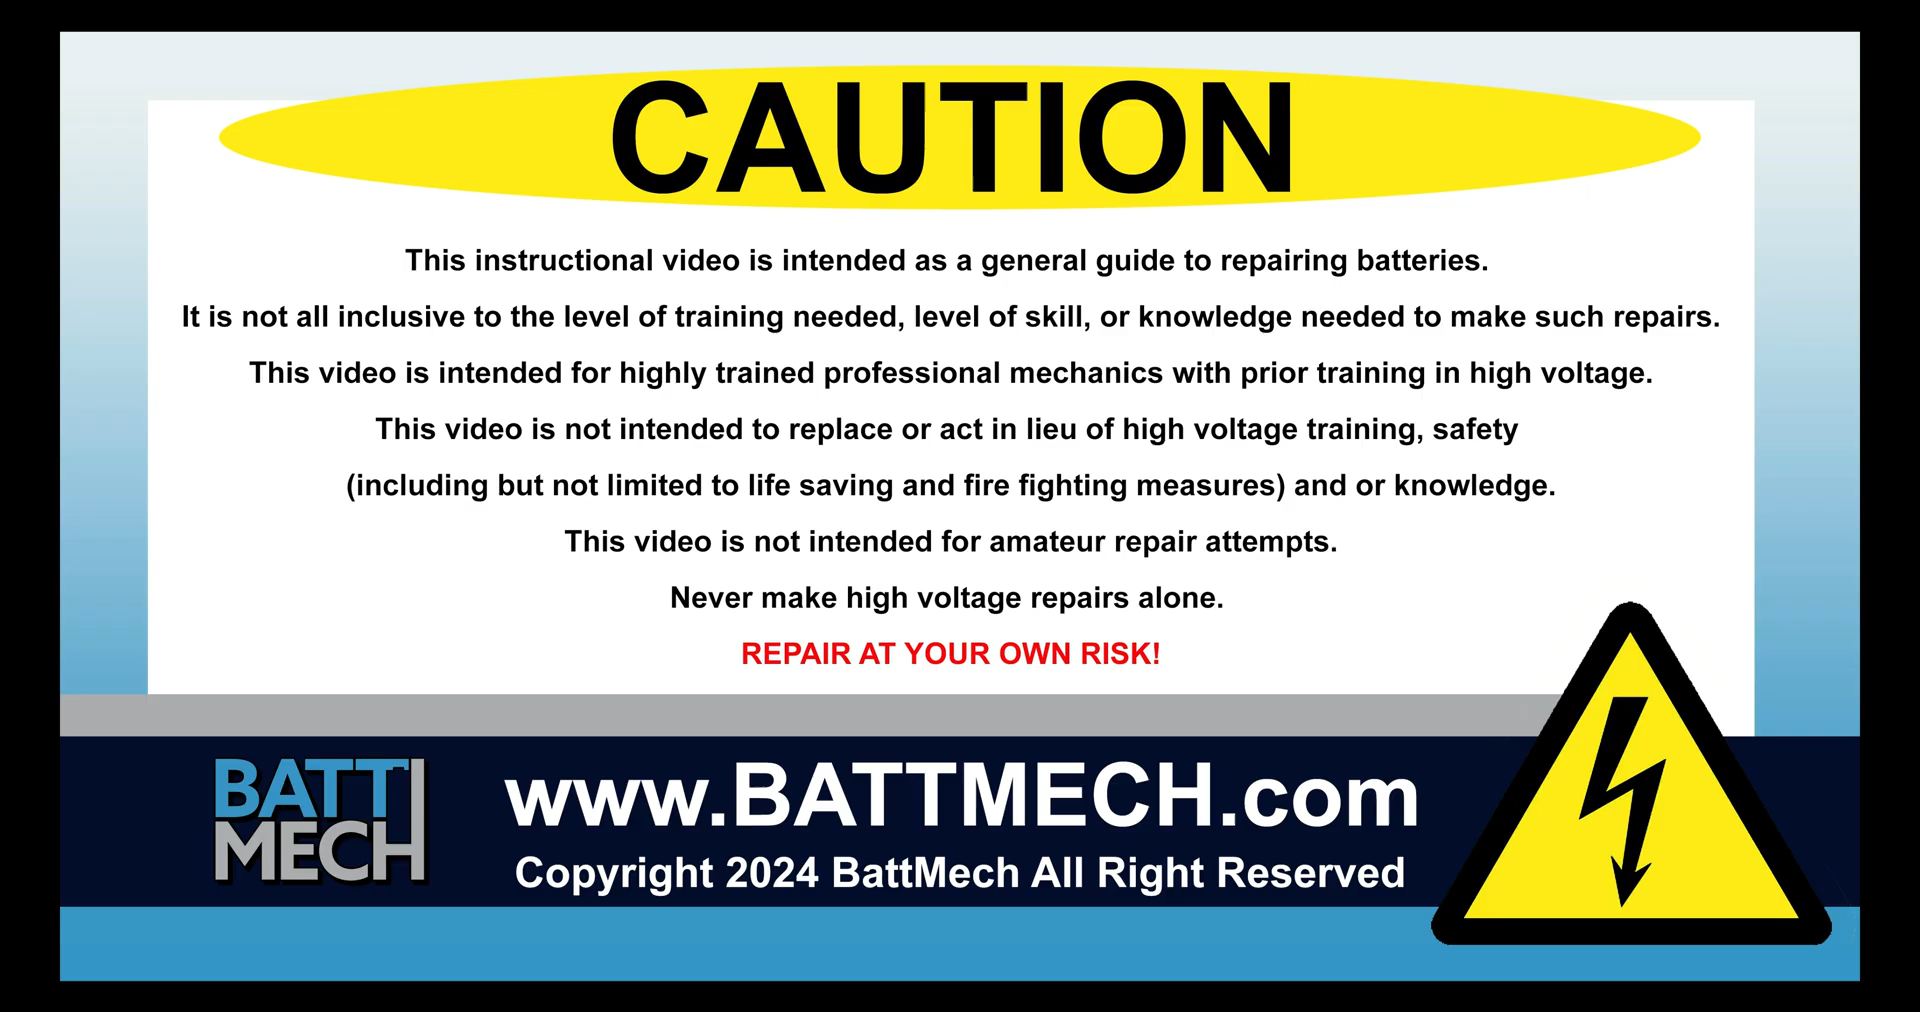 CAUTION
This instructional video is intended as a general guide to repairing batteries.
It is not all inclusive to the level of training needed, level of skill, or knowledge needed to make such repairs.
This video is intended for highly trained professional mechanics with prior training in high voltage.
This video is not intended to replace or act in lieu of high voltage training, safety
(including but not limited to life saving and fire fighting measures) and or knowledge.
This video is not intended for amateur repair attempts.
Never make high voltage repairs alone.
REPAIR AT YOUR OWN RISK!
BATT
MECH
www.BATTMECH.com
Copyright 2024 BattMech All Right Reserved